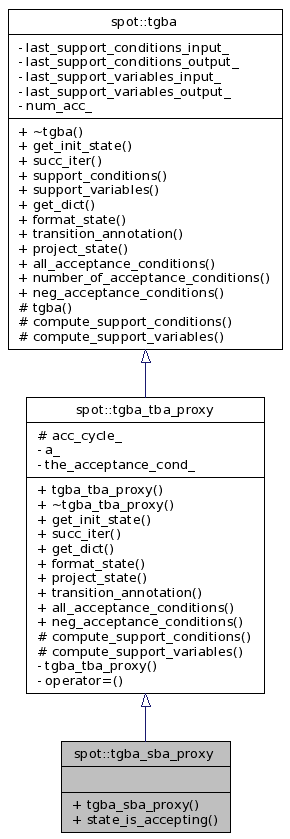 spot::tgba
- last_support_conditions_input_
- last_support_conditions_output_
- last_support_variables_input_
- last_support_variables_output_
- num_acc_
+ ~tgba()
+ get_init_state()
+ succ_iter()
+ support_conditions()
+ support_variables()
+ get_dict()
+ format_state()
+ transition_annotation()
+ project_state()
+ all_acceptance_conditions()
+ number_of_acceptance_conditions()
+ neg_acceptance_conditions()
# tgba()
# compute_support_conditions()
# compute_support_variables()
spot::tgba_tba_proxy
# acc_cycle_
- a_
- the_acceptance_cond_
+ tgba_tba_proxy()
+ ~tgba_tba_proxy()
+ get_init_state()
+ succ_iter()
+ get_dict()
+ format_state()
+ project_state()
+ transition_annotation()
+ all_acceptance_conditions()
+ neg_acceptance_conditions()
# compute_support_conditions()
# compute_support_variables()
- tgba_tba_proxy()
- operator=()
spot::tgba_sba_proxy
+ tgba_sba_proxy()
+ state_is_accepting()